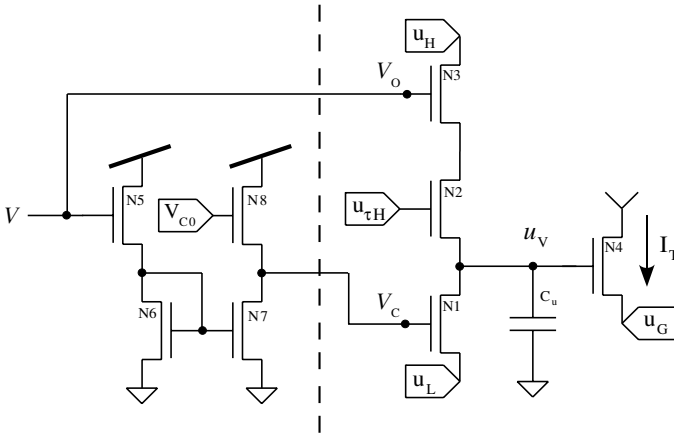 u_H
N3
V_O
N5
N8
N2
V
V_C0
u_τH
u_V
N4
I_T
N6
N7
V_C
N1
C_u
u_G
u_L